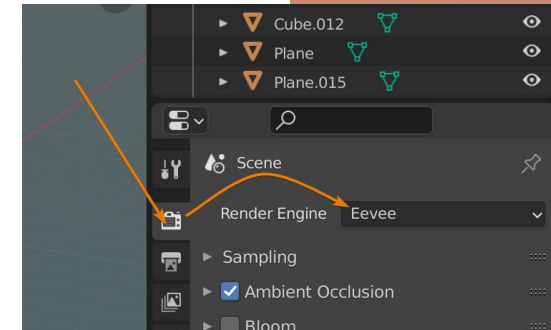 Cube.012
Plane
Plane.015
Scene
Render Engine Eevee
Sampling
Ambient Occlusion
Bloom